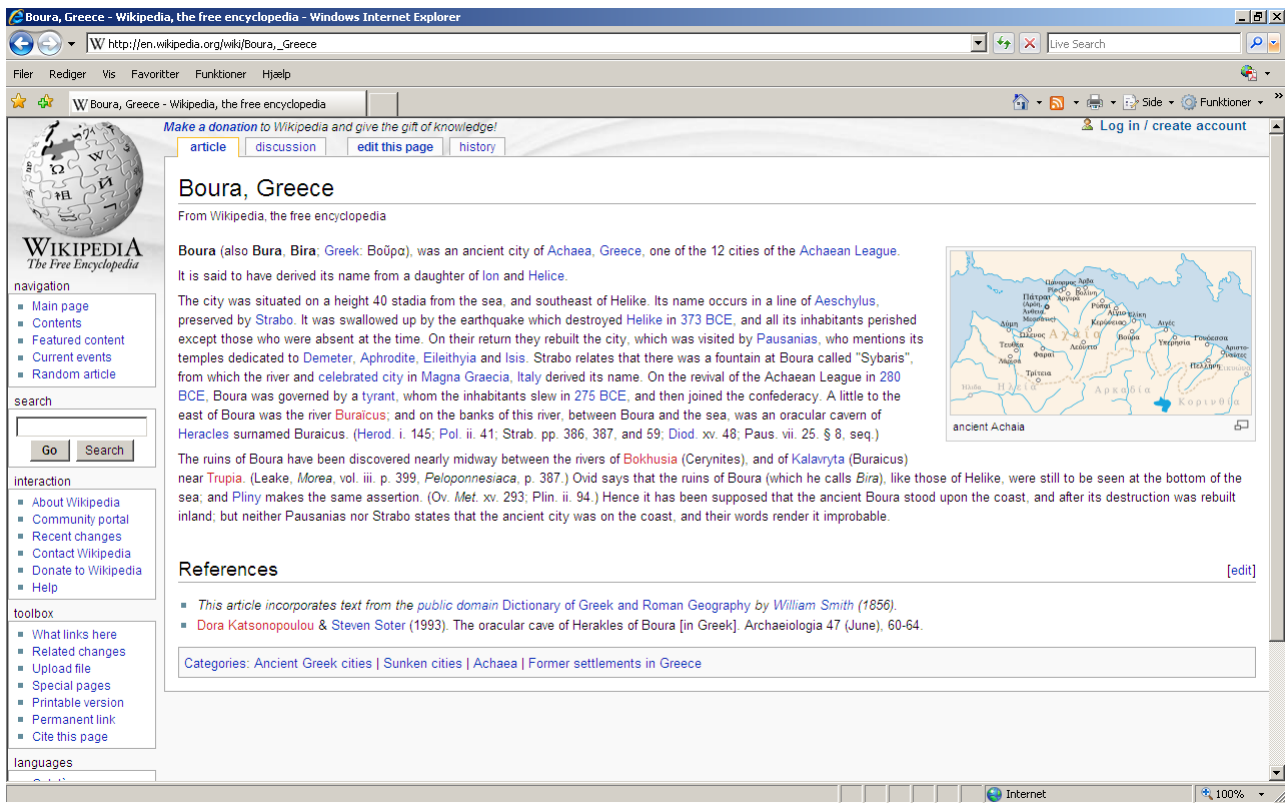 Boura, Greece - Wikipedia, the free encyclopedia - Windows Internet Explorer
http://en.wikipedia.org/wiki/Boura,_Greece
Live Search
Filer Rediger Vis Favoritter Funktioner Hjælp
Boura, Greece - Wikipedia, the free encyclopedia
Side Funktioner »
Make a donation to Wikipedia and give the gift of knowledge!
Log in / create account
article discussion edit this page history
WIKIPEDIA
The Free Encyclopedia
navigation
Main page
Contents
Featured content
Current events
Random article
search
Go Search
interaction
About Wikipedia
Community portal
Recent changes
Contact Wikipedia
Donate to Wikipedia
Help
toolbox
What links here
Related changes
Upload file
Special pages
Printable version
Permanent link
Cite this page
languages
Boura, Greece
From Wikipedia, the free encyclopedia
Boura (also Bura, Bira; Greek: Βοῦρα), was an ancient city of Achaea, Greece, one of the 12 cities of the Achaean League.
It is said to have derived its name from a daughter of Ion and Helice.
The city was situated on a height 40 stadia from the sea, and southeast of Helike. Its name occurs in a line of Aeschylus,
preserved by Strabo. It was swallowed up by the earthquake which destroyed Helike in 373 BCE, and all its inhabitants perished
except those who were absent at the time. On their return they rebuilt the city, which was visited by Pausanias, who mentions its
temples dedicated to Demeter, Aphrodite, Eileithyia and Isis. Strabo relates that there was a fountain at Boura called "Sybaris",
from which the river and celebrated city in Magna Graecia, Italy derived its name. On the revival of the Achaean League in 280
BCE, Boura was governed by a tyrant, whom the inhabitants slew in 275 BCE, and then joined the confederacy. A little to the
east of Boura was the river Buraïcus; and on the banks of this river, between Boura and the sea, was an oracular cavern of
Heracles surnamed Buraicus. (Herod. i. 145; Pol. ii. 41; Strab. pp. 386, 387, and 59; Diod. xv. 48; Paus. vii. 25. § 8, seq.)
Πάτραι
Δύμη
Ώλενος
Φαραί
Τρίτεια
Κερύνεια
Λεόντιο
Βούρα
Αιγές
Πελλήνη
Αχαΐα
Ηλεία
Αρκαδία
Κορινθία
ancient Achaia
The ruins of Boura have been discovered nearly midway between the rivers of Bokhusia (Cerynites), and of Kalavryta (Buraicus)
near Trupia. (Leake, Morea, vol. iii. p. 399, Peloponnesiaca, p. 387.) Ovid says that the ruins of Boura (which he calls Bira), like those of Helike, were still to be seen at the bottom of the
sea; and Pliny makes the same assertion. (Ov. Met. xv. 293; Plin. ii. 94.) Hence it has been supposed that the ancient Boura stood upon the coast, and after its destruction was rebuilt
inland; but neither Pausanias nor Strabo states that the ancient city was on the coast, and their words render it improbable.
References
[edit]
This article incorporates text from the public domain Dictionary of Greek and Roman Geography by William Smith (1856).
Dora Katsonopoulou & Steven Soter (1993). The oracular cave of Herakles of Boura [in Greek]. Archaeiologia 47 (June), 60-64.
Categories: Ancient Greek cities | Sunken cities | Achaea | Former settlements in Greece
Internet
100%